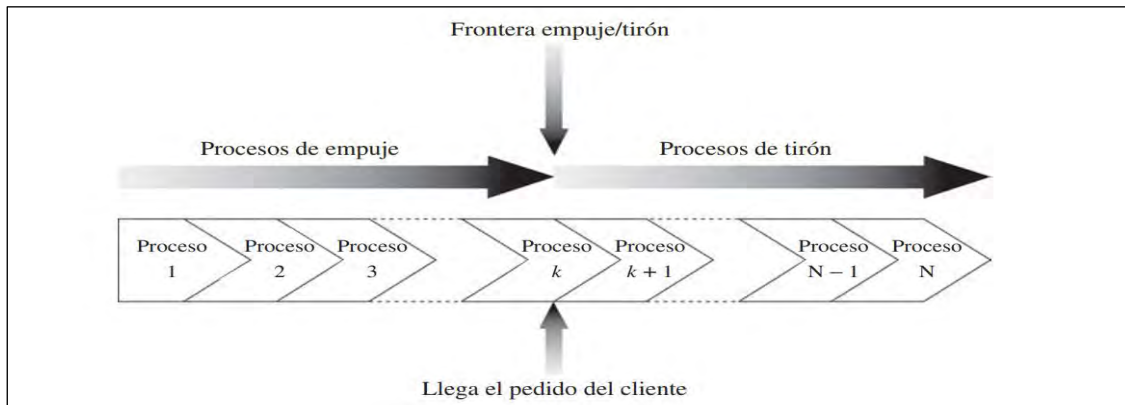 Frontera empuje/tirón
Procesos de empuje
Procesos de tirón
Proceso
1
Proceso
2
Proceso
3
Proceso
k
Proceso
k + 1
Proceso
N – 1
Proceso
N
Llega el pedido del cliente